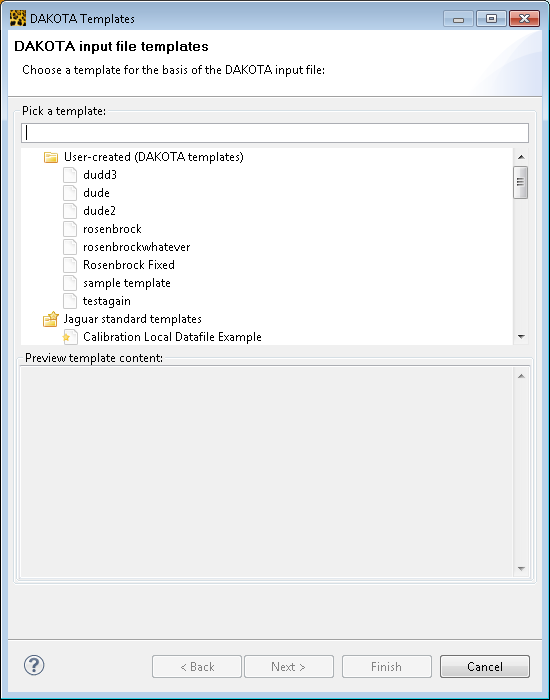 DAKOTA Templates
DAKOTA input file templates
Choose a template for the basis of the DAKOTA input file:
Pick a template:
User-created (DAKOTA templates)
dudd3
dude
dude2
rosenbrock
rosenbrockwhatever
Rosenbrock Fixed
sample template
testagain
Jaguar standard templates
Calibration Local Datafile Example
Preview template content:
?
< Back
Next >
Finish
Cancel